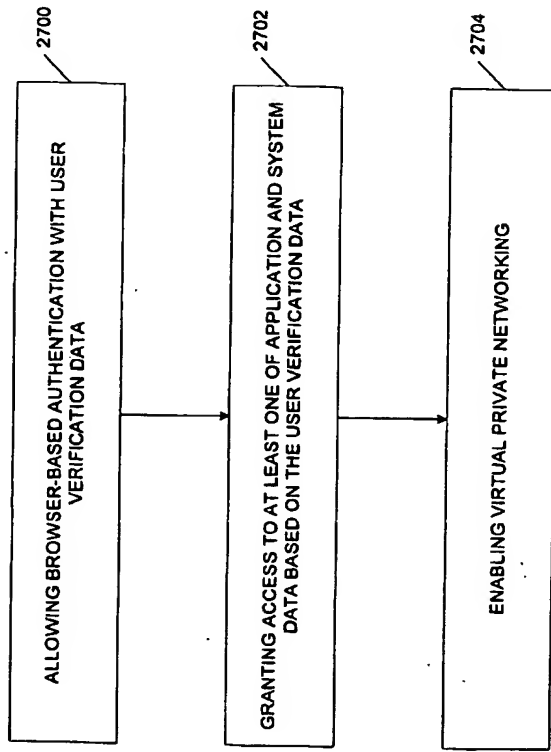 2700
ALLOWING BROWSER-BASED AUTHENTICATION WITH USER
VERIFICATION DATA
2702
GRANTING ACCESS TO AT LEAST ONE OF APPLICATION AND SYSTEM
DATA BASED ON THE USER VERIFICATION DATA
2704
ENABLING VIRTUAL PRIVATE NETWORKING